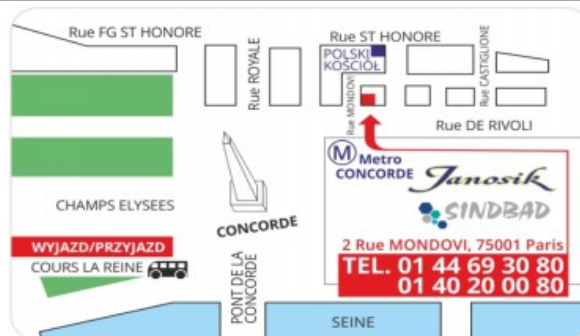 Rue FG ST HONORE
Rue ROYALE
Rue ST HONORE
POLSKI
KOŚCIÓŁ
Rue MONDOVI
Rue CASTIGLIONE
Rue DE RIVOLI
M Metro
CONCORDE
Janosik
SINDBAD
CHAMPS ELYSEES
CONCORDE
WYJAZD/PRZYJAZD
COURS LA REINE
PONT DE LA
CONCORDE
2 Rue MONDOVI, 75001 Paris
TEL. 01 44 69 30 80
01 40 20 00 80
SEINE